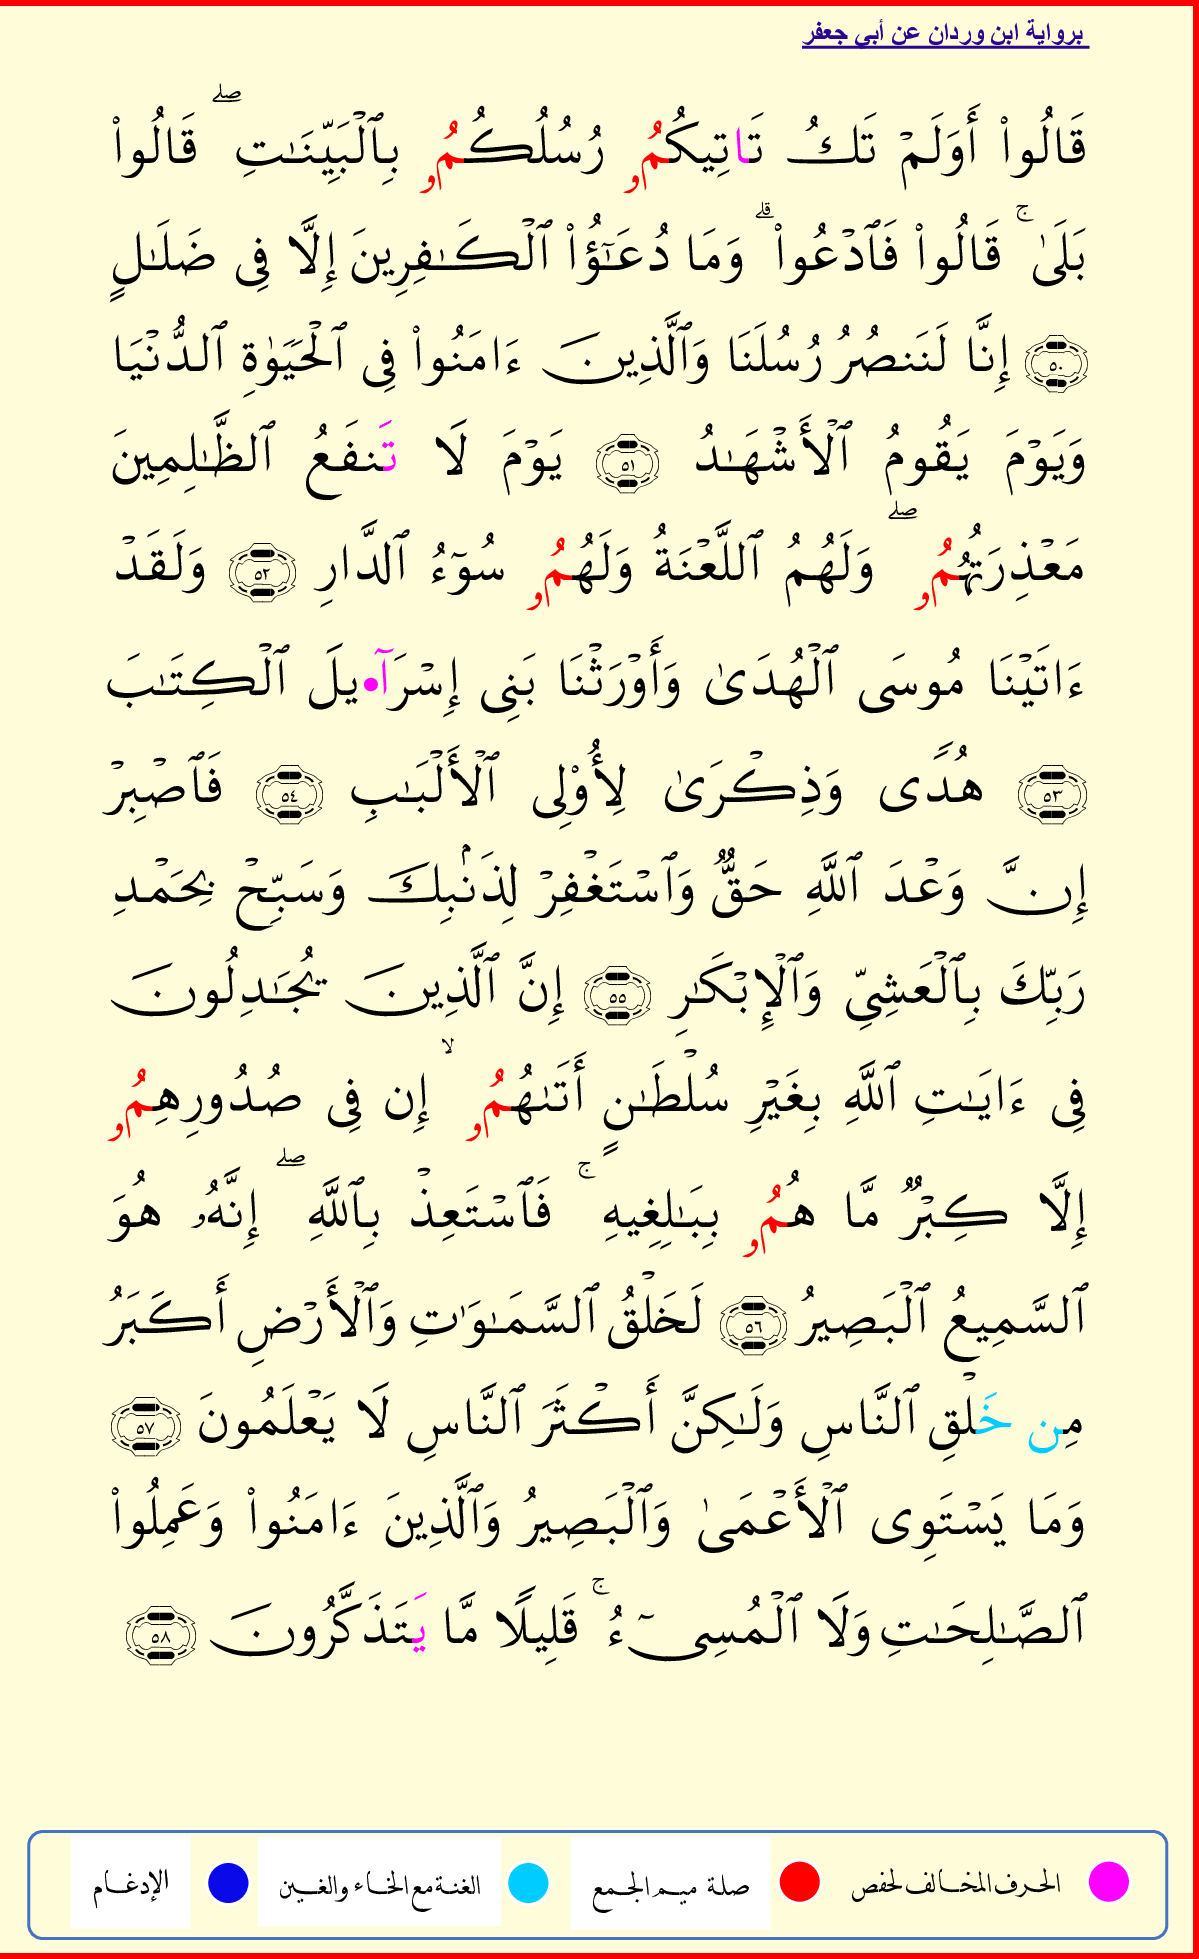 برواية ابن وردان عن أبي جعفر
قَالُوا۟ أَوَلَمۡ تَكُ تَاتِيكُمُۥ رُسُلُكُمُۥ بِٱلۡبَيِّنَٰتِۖ قَالُوا۟
بَلَىٰۚ قَالُوا۟ فَٱدۡعُوا۟ۗ وَمَا دُعَٰٓؤُا۟ ٱلۡكَٰفِرِينَ إِلَّا فِى ضَلَٰلٍ
٥٠ إِنَّا لَنَنصُرُ رُسُلَنَا وَٱلَّذِينَ ءَامَنُوا۟ فِى ٱلۡحَيَوٰةِ ٱلدُّنۡيَا
وَيَوۡمَ يَقُومُ ٱلۡأَشۡهَٰدُ ٥١ يَوۡمَ لَا تَنفَعُ ٱلظَّٰلِمِينَ
مَعۡذِرَتُهُمُۥۖ وَلَهُمُ ٱللَّعۡنَةُ وَلَهُمُۥ سُوٓءُ ٱلدَّارِ ٥٢ وَلَقَدۡ
ءَاتَيۡنَا مُوسَى ٱلۡهُدَىٰ وَأَوۡرَثۡنَا بَنِى إِسۡرَآ•يلَ ٱلۡكِتَٰبَ
٥٣ هُدًى وَذِكۡرَىٰ لِأُو۟لِى ٱلۡأَلۡبَٰبِ ٥٤ فَٱصۡبِرۡ
إِنَّ وَعۡدَ ٱللَّهِ حَقٌّ وَٱسۡتَغۡفِرۡ لِذَنۢبِكَ وَسَبِّحۡ بِحَمۡدِ
رَبِّكَ بِٱلۡعَشِىِّ وَٱلۡإِبۡكَٰرِ ٥٥ إِنَّ ٱلَّذِينَ يُجَٰدِلُونَ
فِى ءَايَٰتِ ٱللَّهِ بِغَيۡرِ سُلۡطَٰنٍ أَتَىٰهُمُۥۙ إِن فِى صُدُورِهِمُۥ
إِلَّا كِبۡرٌ مَّا هُمُۥ بِبَٰلِغِيهِۚ فَٱسۡتَعِذۡ بِٱللَّهِۖ إِنَّهُۥ هُوَ
ٱلسَّمِيعُ ٱلۡبَصِيرُ ٥٦ لَخَلۡقُ ٱلسَّمَٰوَٰتِ وَٱلۡأَرۡضِ أَكۡبَرُ
مِن خَلۡقِ ٱلنَّاسِ وَلَٰكِنَّ أَكۡثَرَ ٱلنَّاسِ لَا يَعۡلَمُونَ ٥٧
وَمَا يَسۡتَوِى ٱلۡأَعۡمَىٰ وَٱلۡبَصِيرُ وَٱلَّذِينَ ءَامَنُوا۟ وَعَمِلُوا۟
ٱلصَّٰلِحَٰتِ وَلَا ٱلۡمُسِىٓءُۚ قَلِيلًا مَّا يَتَذَكَّرُونَ ٥٨
الحرف المخالف لحفص صلة ميم الجمع الغنة مع الخاء والغين الإدغام